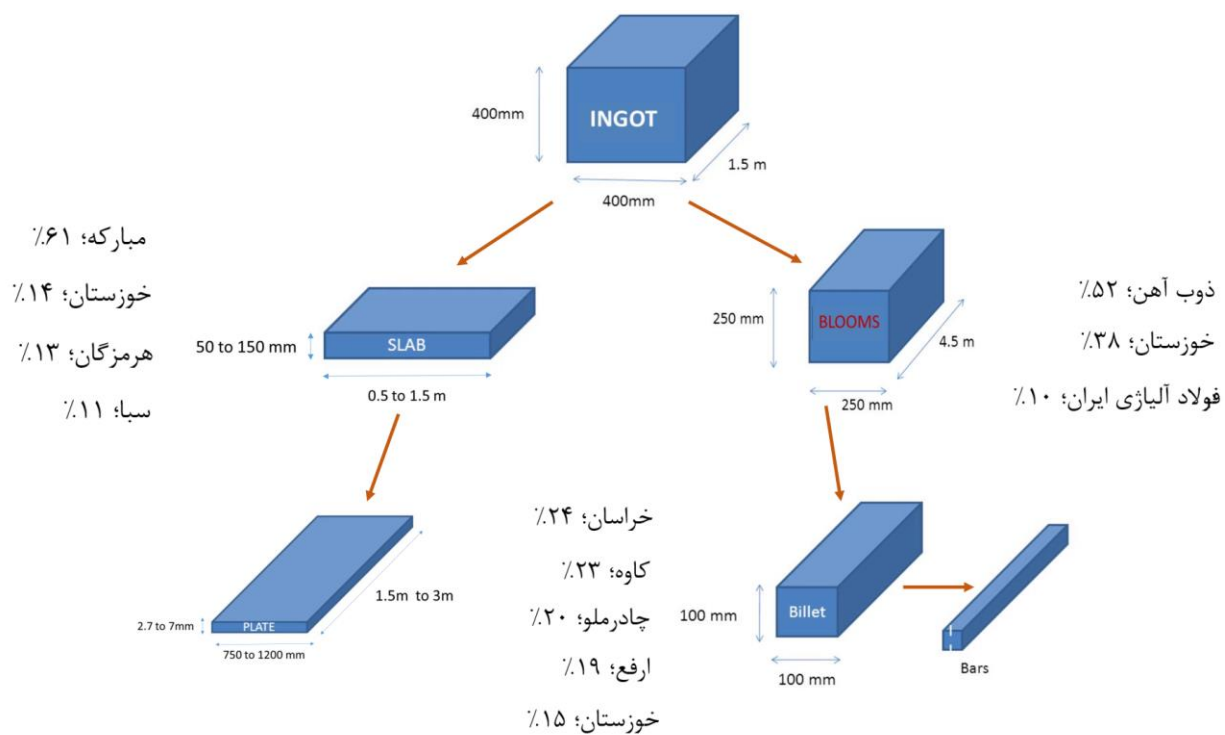 400mm
INGOT
1.5 m
400mm
مبارکه؛ ۶۱٪
خوزستان؛ ۱۴٪
هرمزگان؛ ۱۳٪
سبا؛ ۱۱٪
50 to 150 mm
SLAB
0.5 to 1.5 m
250 mm
BLOOMS
4.5 m
250 mm
ذوب آهن؛ ۵۲٪
خوزستان؛ ۳۸٪
فولاد آلیاژی ایران؛ ۱۰٪
2.7 to 7mm
PLATE
1.5m to 3m
750 to 1200 mm
خراسان؛ ۲۴٪
کاوه؛ ۲۳٪
چادرملو؛ ۲۰٪
ارفع؛ ۱۹٪
خوزستان؛ ۱۵٪
100 mm
Billet
100 mm
Bars